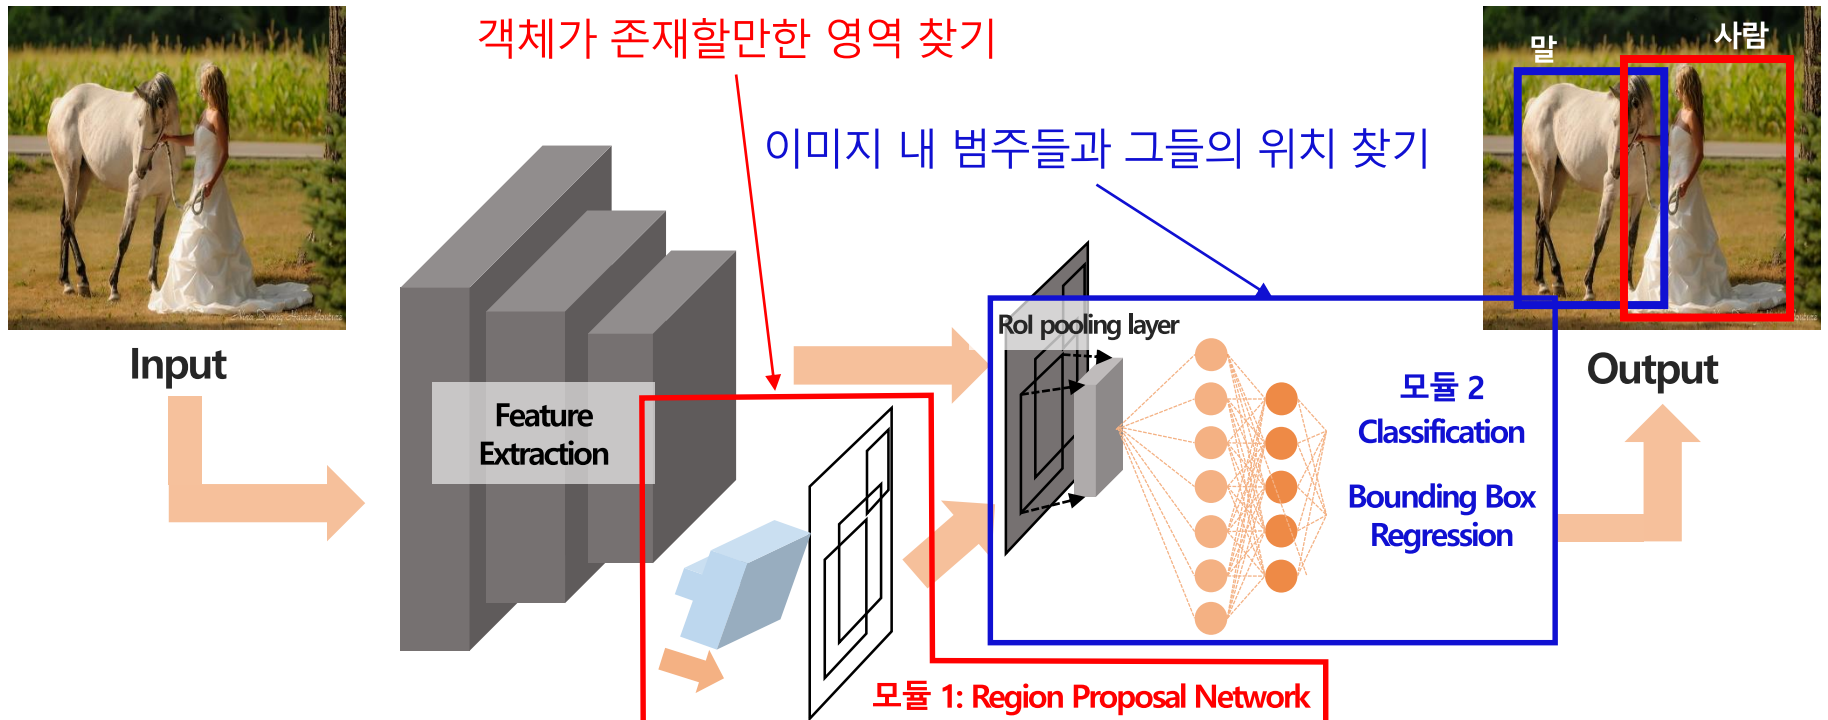 객체가 존재할만한 영역 찾기
이미지 내 범주들과 그들의 위치 찾기
말
사람
Input
Feature
Extraction
RoI pooling layer
모듈 2
Classification
Bounding Box
Regression
Output
모듈 1: Region Proposal Network